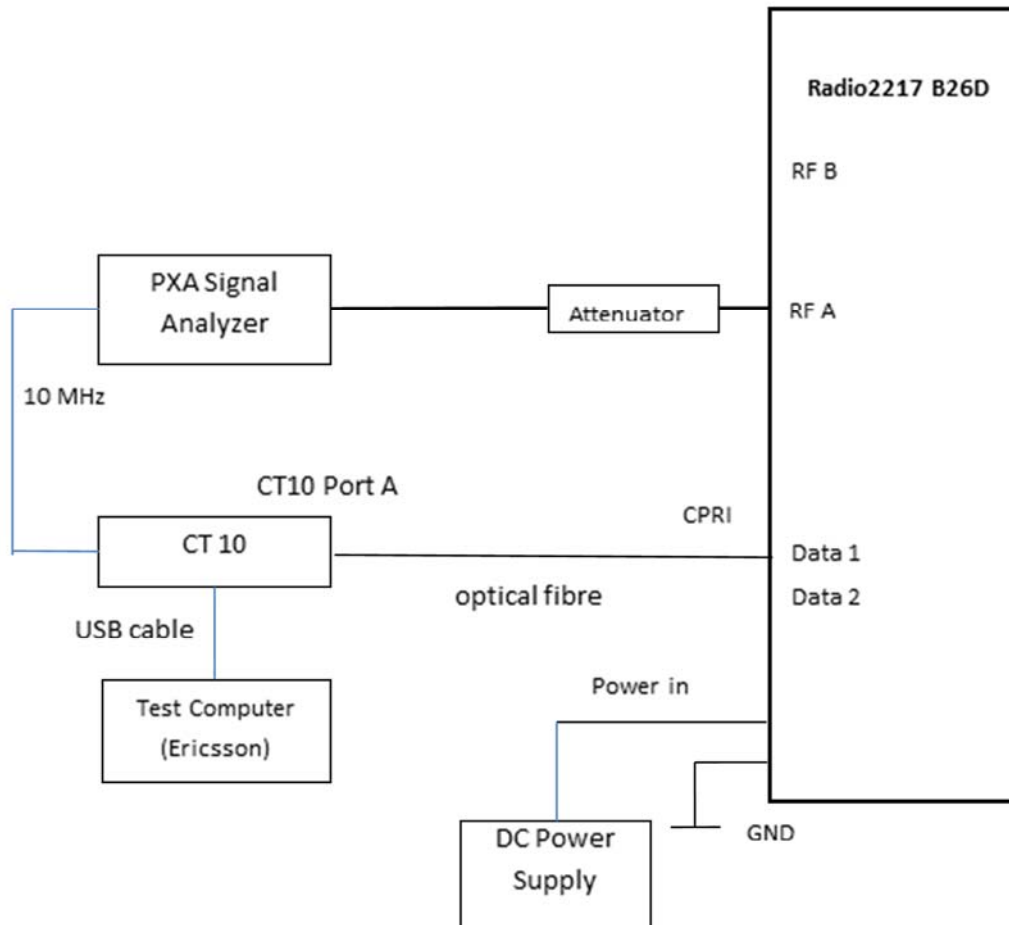 Radio2217 B26D
RF B
PXA Signal
Analyzer
Attenuator
RF A
10 MHz
CT10 Port A
CPRI
CT 10
Data 1
optical fibre
Data 2
USB cable
Power in
Test Computer
(Ericsson)
GND
DC Power
Supply